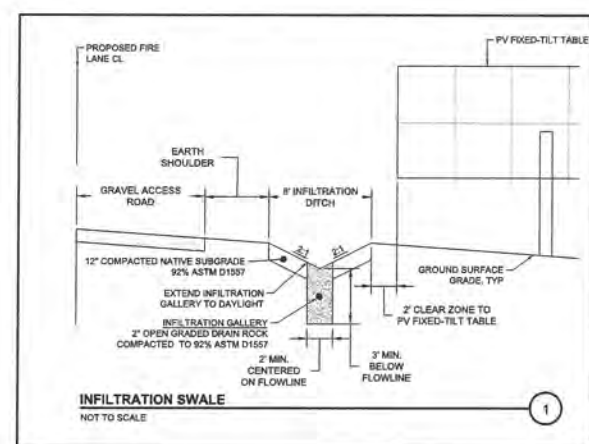 PROPOSED FIRE
LANE CL
PV FIXED-TILT TABLE
EARTH
SHOULDER
GRAVEL ACCESS
ROAD
8' INFILTRATION
DITCH
2:1
2:1
12" COMPACTED NATIVE SUBGRADE
92% ASTM D1557
EXTEND INFILTRATION
GALLERY TO DAYLIGHT
INFILTRATION GALLERY
2" OPEN GRADED DRAIN ROCK
COMPACTED TO 92% ASTM D1557
GROUND SURFACE
GRADE, TYP
2' CLEAR ZONE TO
PV FIXED-TILT TABLE
2' MIN.
CENTERED
ON FLOWLINE
3' MIN.
BELOW
FLOWLINE
INFILTRATION SWALE
NOT TO SCALE
1